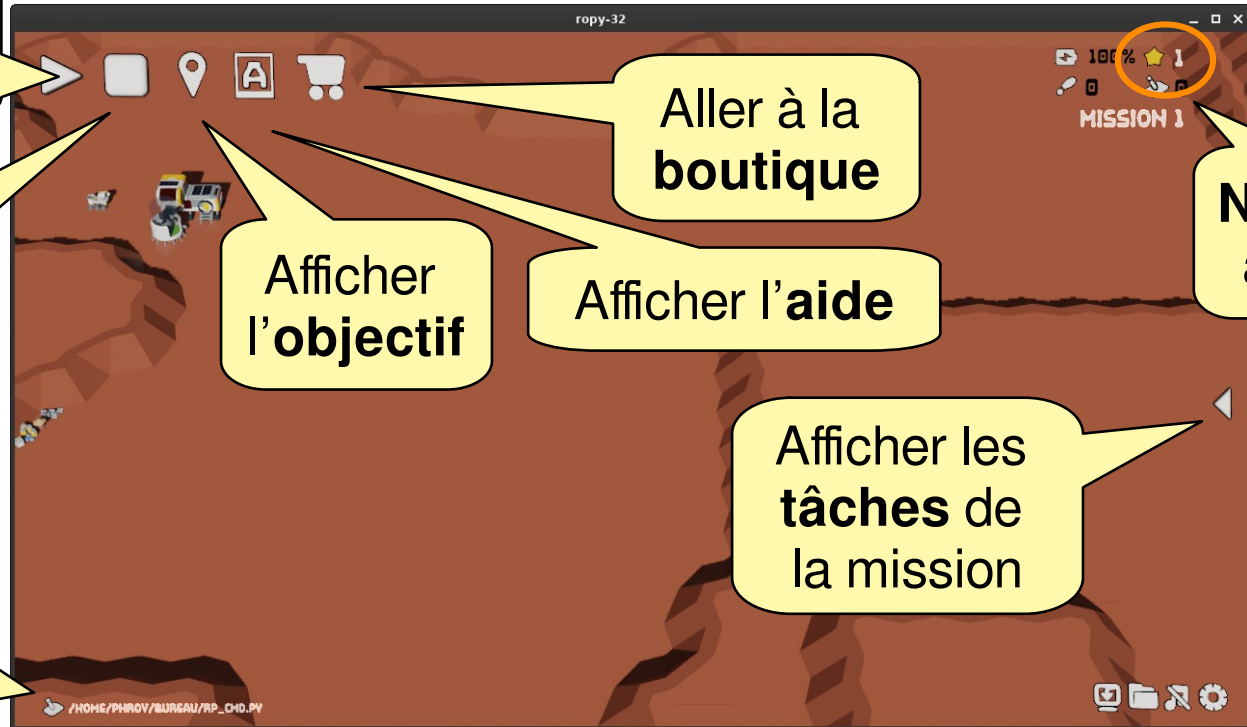 ropy-32
100% 1
0 0
MISSION 1
Aller à la
boutique
Afficher
l'objectif
Afficher l'aide
Afficher les
tâches de
la mission
/HOME/PHROV/BUREAU/RP_CMD.PY